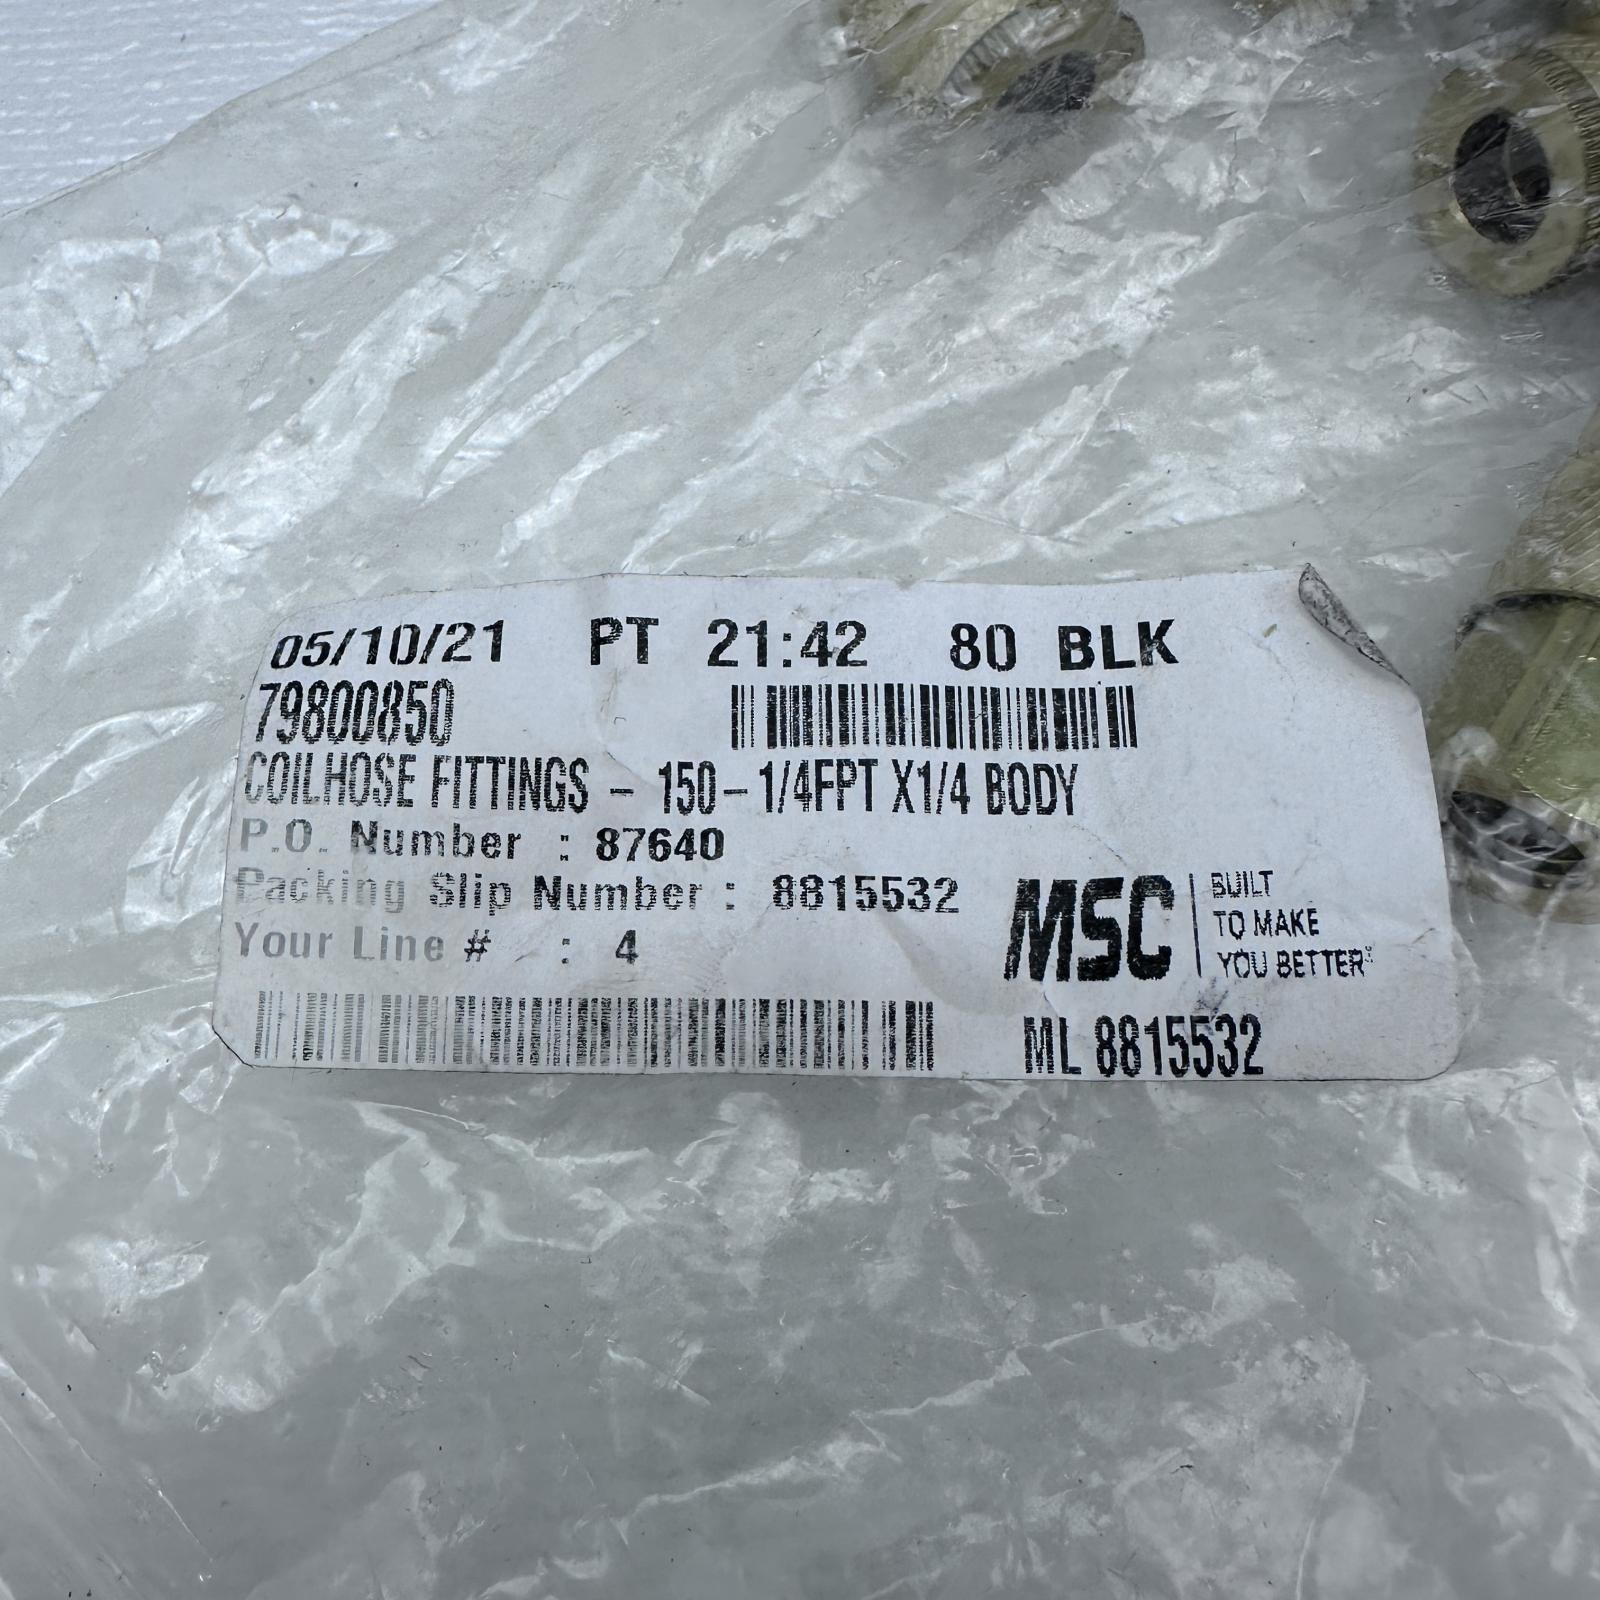 05/10/21 PT 21:42 80 BLK
79800850
COILHOSE FITTINGS - 150-1/4FPT X1/4 BODY
P.O. Number : 87640
Packing Slip Number : 8815532
Your Line # : 4
MSC
BUILT
TO MAKE
YOU BETTER
ML 8815532